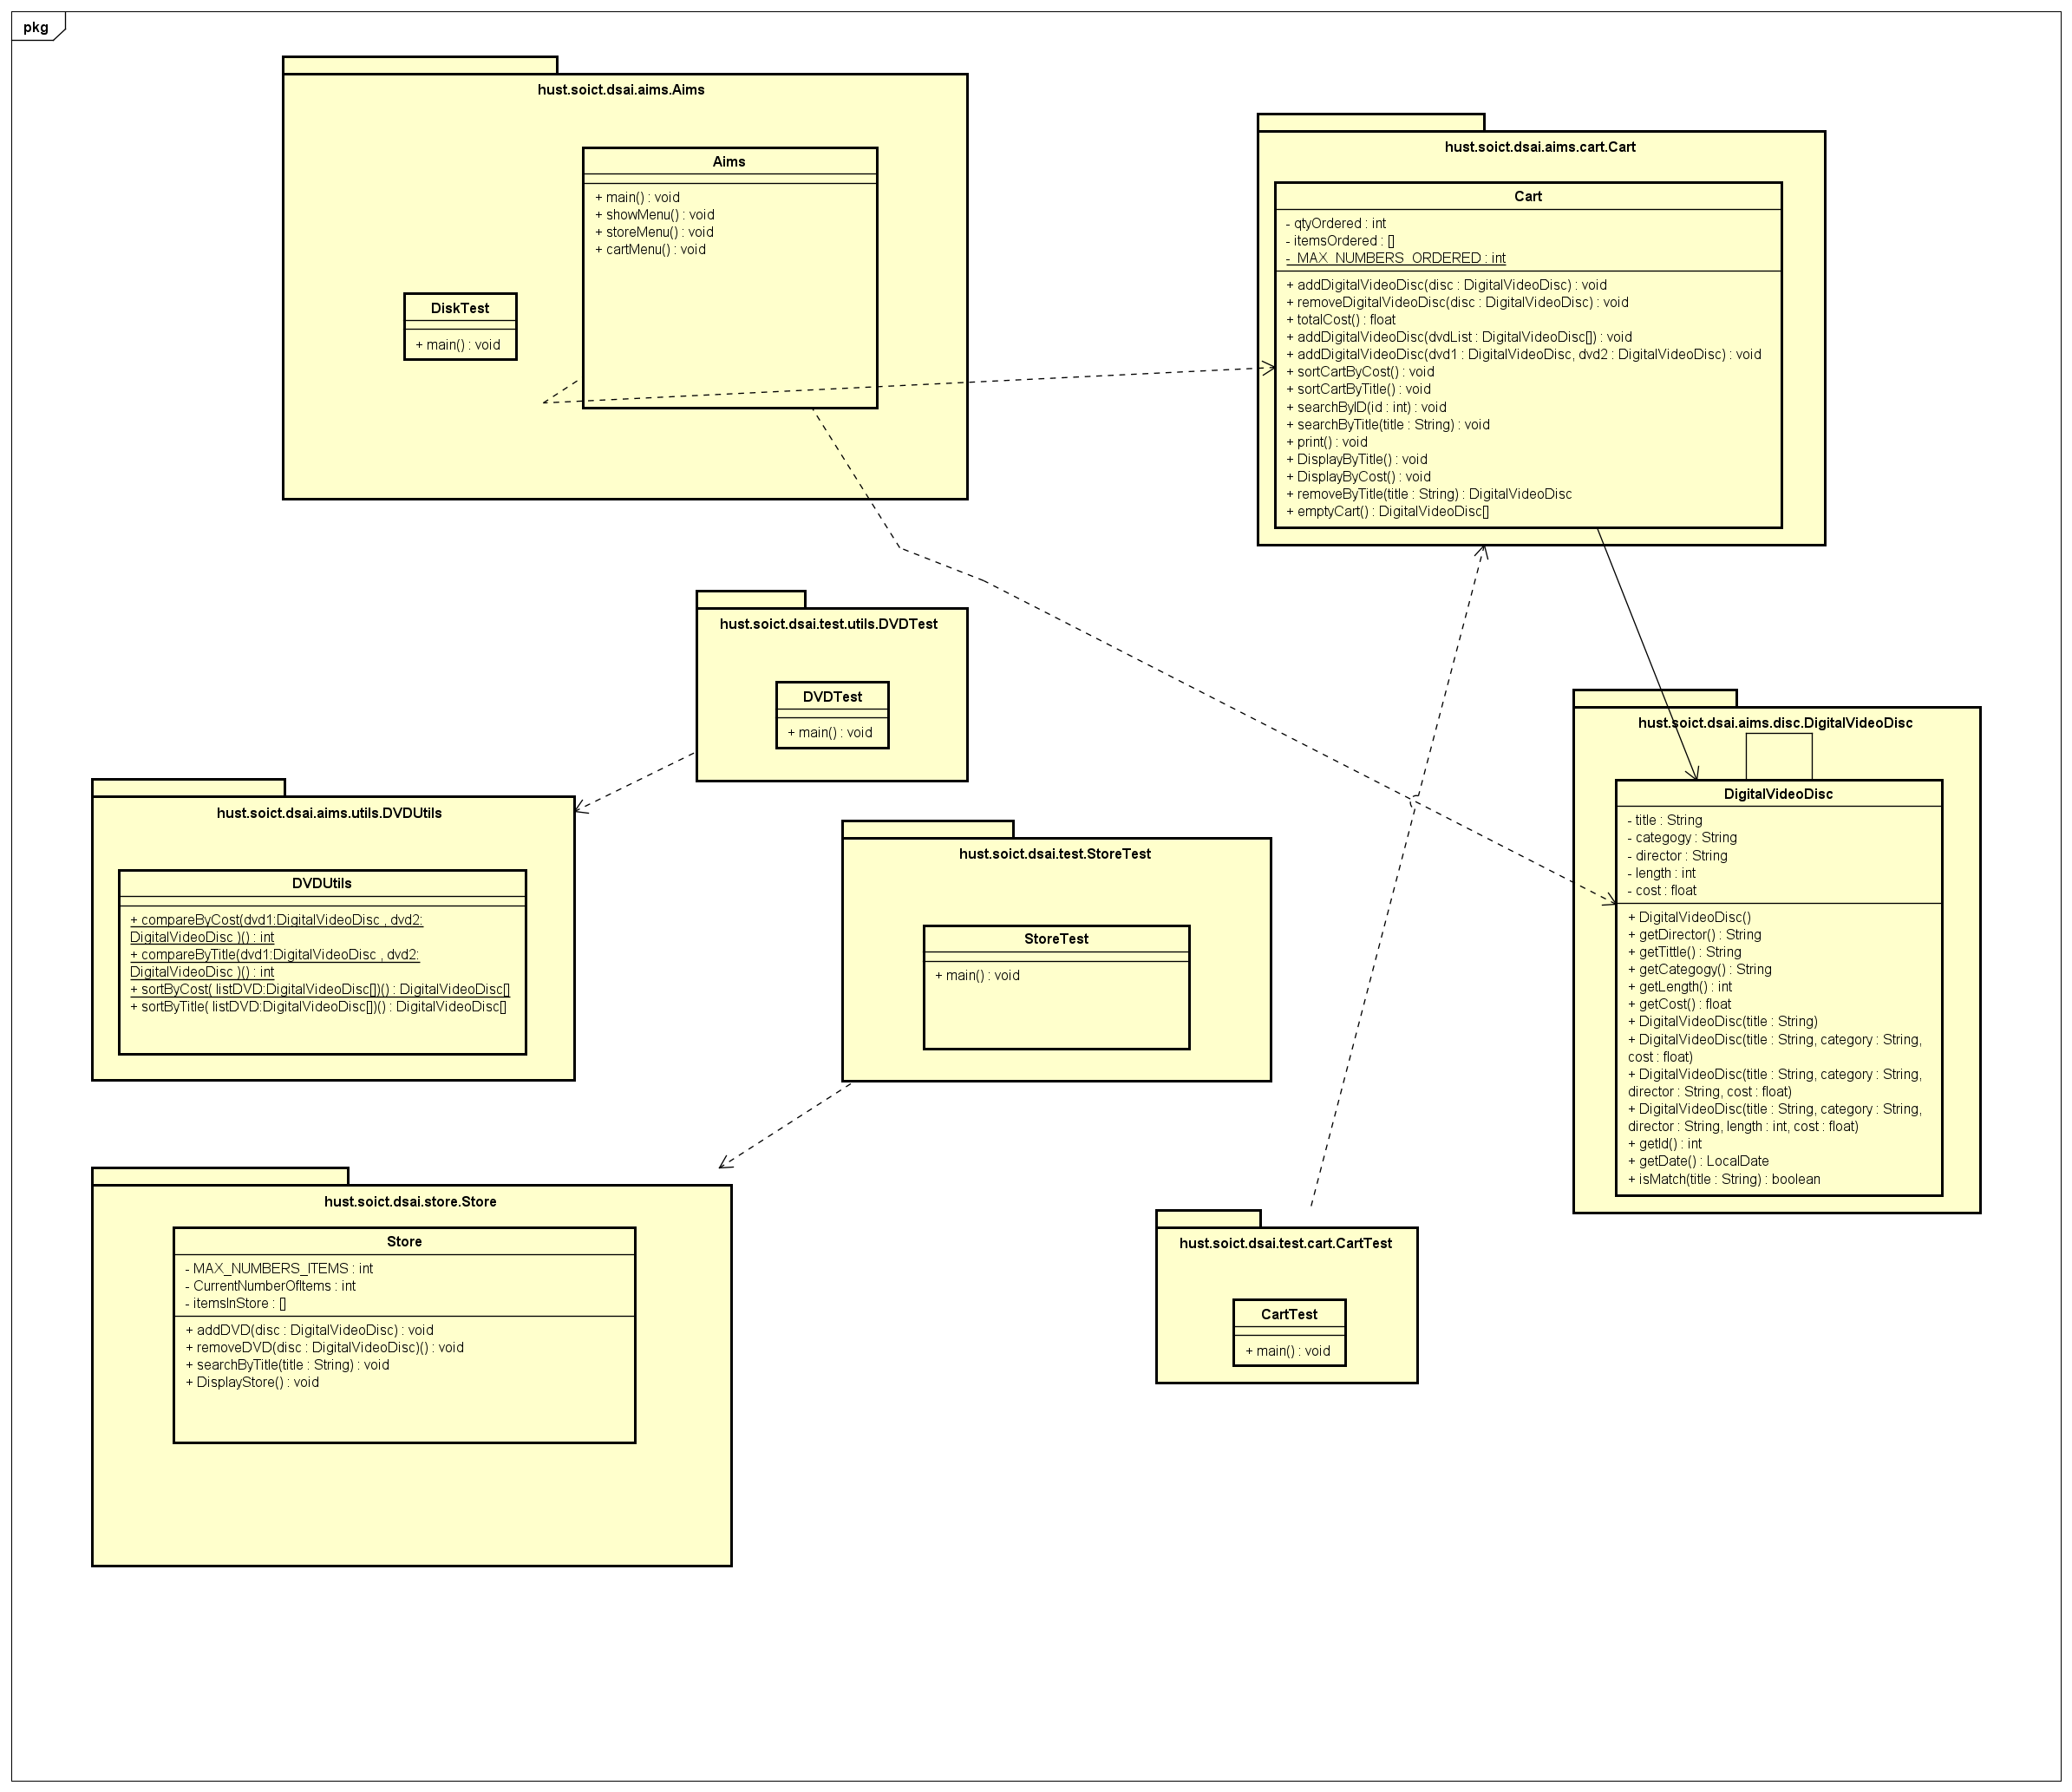 pkg
hust.soict.dsai.aims.Aims
Aims
+ main() : void
+ showMenu() : void
+ storeMenu() : void
+ cartMenu() : void
DiskTest
+ main() : void
hust.soict.dsai.aims.cart.Cart
Cart
- qtyOrdered : int
- itemsOrdered : []
- MAX_NUMBERS_ORDERED : int
+ addDigitalVideoDisc(disc : DigitalVideoDisc) : void
+ removeDigitalVideoDisc(disc : DigitalVideoDisc) : void
+ totalCost() : float
+ addDigitalVideoDisc(dvdList : DigitalVideoDisc[]) : void
+ addDigitalVideoDisc(dvd1 : DigitalVideoDisc, dvd2 : DigitalVideoDisc) : void
+ sortCartByCost() : void
+ sortCartByTitle() : void
+ searchByID(id : int) : void
+ searchByTitle(title : String) : void
+ print() : void
+ DisplayByTitle() : void
+ DisplayByCost() : void
+ removeByTitle(title : String) : DigitalVideoDisc
+ emptyCart() : DigitalVideoDisc[]
hust.soict.dsai.test.utils.DVDTest
DVDTest
+ main() : void
hust.soict.dsai.aims.disc.DigitalVideoDisc
DigitalVideoDisc
- title : String
- categogy : String
- director : String
- length : int
- cost : float
+ DigitalVideoDisc()
+ getDirector() : String
+ getTittle() : String
+ getCategogy() : String
+ getLength() : int
+ getCost() : float
+ DigitalVideoDisc(title : String)
+ DigitalVideoDisc(title : String, category : String,
cost : float)
+ DigitalVideoDisc(title : String, category : String,
director : String, cost : float)
+ DigitalVideoDisc(title : String, category : String,
director : String, length : int, cost : float)
+ getId() : int
+ getDate() : LocalDate
+ isMatch(title : String) : boolean
hust.soict.dsai.aims.utils.DVDUtils
DVDUtils
+ compareByCost(dvd1:DigitalVideoDisc , dvd2:
DigitalVideoDisc )() : int
+ compareByTitle(dvd1:DigitalVideoDisc , dvd2:
DigitalVideoDisc )() : int
+ sortByCost( listDVD:DigitalVideoDisc[])() : DigitalVideoDisc[]
+ sortByTitle( listDVD:DigitalVideoDisc[])() : DigitalVideoDisc[]
hust.soict.dsai.test.StoreTest
StoreTest
+ main() : void
hust.soict.dsai.store.Store
Store
- MAX_NUMBERS_ITEMS : int
- CurrentNumberOfItems : int
- itemsInStore : []
+ addDVD(disc : DigitalVideoDisc) : void
+ removeDVD(disc : DigitalVideoDisc)() : void
+ searchByTitle(title : String) : void
+ DisplayStore() : void
hust.soict.dsai.test.cart.CartTest
CartTest
+ main() : void